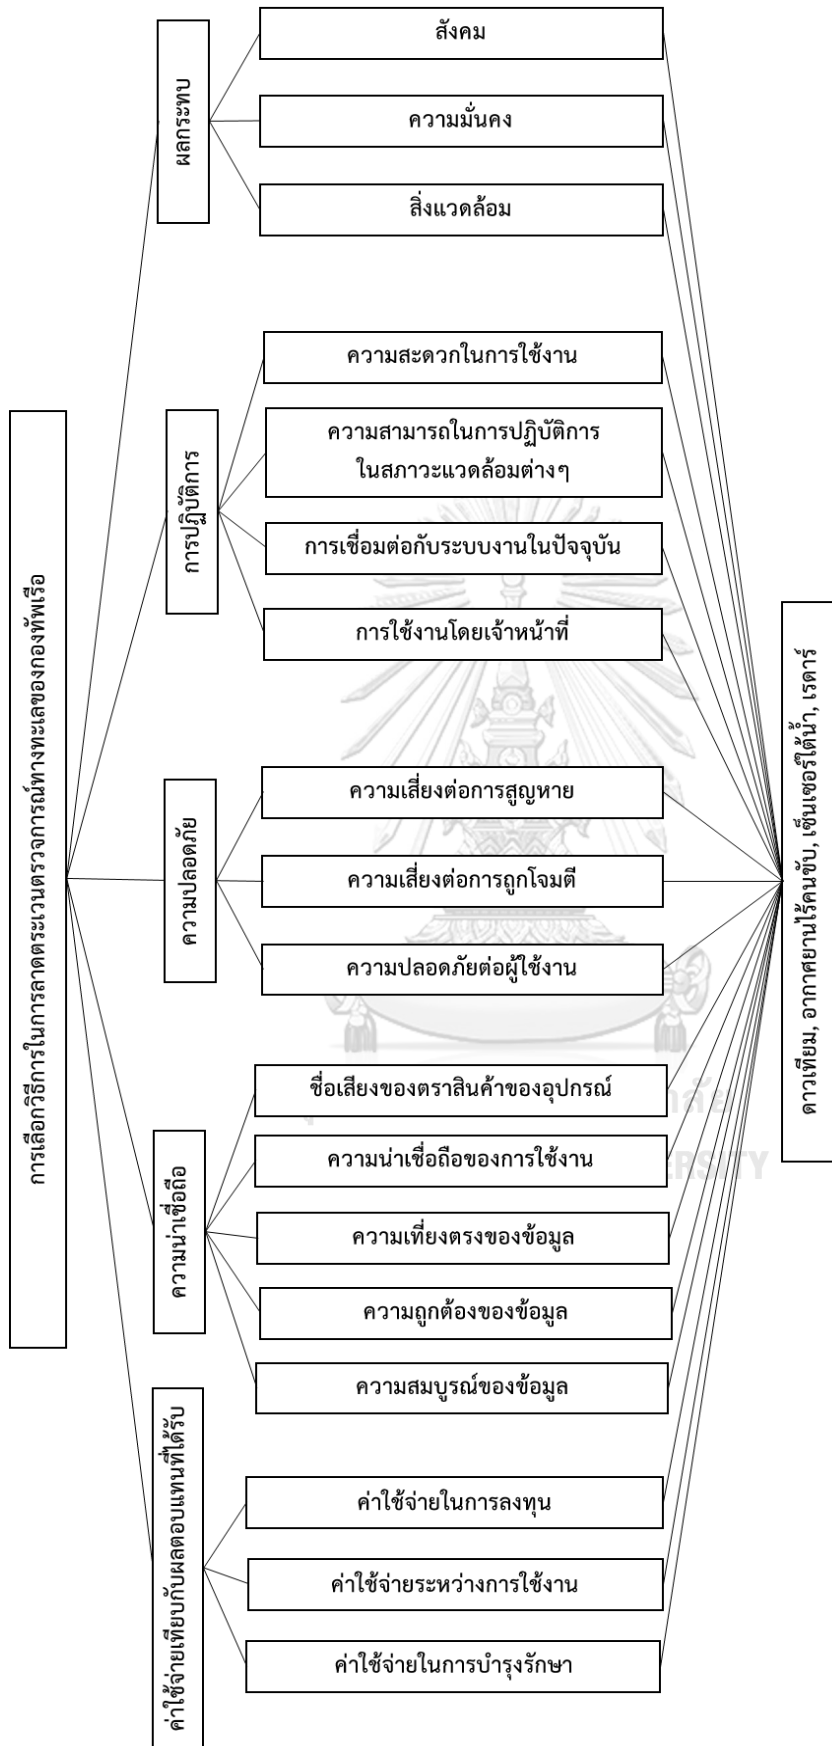 การเลือกวิธีการในการลาดตระเวนตรวจการณ์ทางทะเลของกองทัพเรือ
ผลกระทบ
สังคม
ความมั่นคง
สิ่งแวดล้อม
การปฏิบัติการ
ความสะดวกในการใช้งาน
ความสามารถในการปฏิบัติการ
ในสภาวะแวดล้อมต่างๆ
การเชื่อมต่อกับระบบงานในปัจจุบัน
การใช้งานโดยเจ้าหน้าที่
ความปลอดภัย
ความเสี่ยงต่อการสูญหาย
ความเสี่ยงต่อการถูกโจมตี
ความปลอดภัยต่อผู้ใช้งาน
ความน่าเชื่อถือ
ชื่อเสียงของตราสินค้าของอุปกรณ์
ความน่าเชื่อถือของการใช้งาน
ความเที่ยงตรงของข้อมูล
ความถูกต้องของข้อมูล
ความสมบูรณ์ของข้อมูล
ค่าใช้จ่ายเทียบกับผลตอบแทนที่ได้รับ
ค่าใช้จ่ายในการลงทุน
ค่าใช้จ่ายระหว่างการใช้งาน
ค่าใช้จ่ายในการบำรุงรักษา
ดาวเทียม, อากาศยานไร้คนขับ, เซ็นเซอร์ใต้น้ำ, เรดาร์